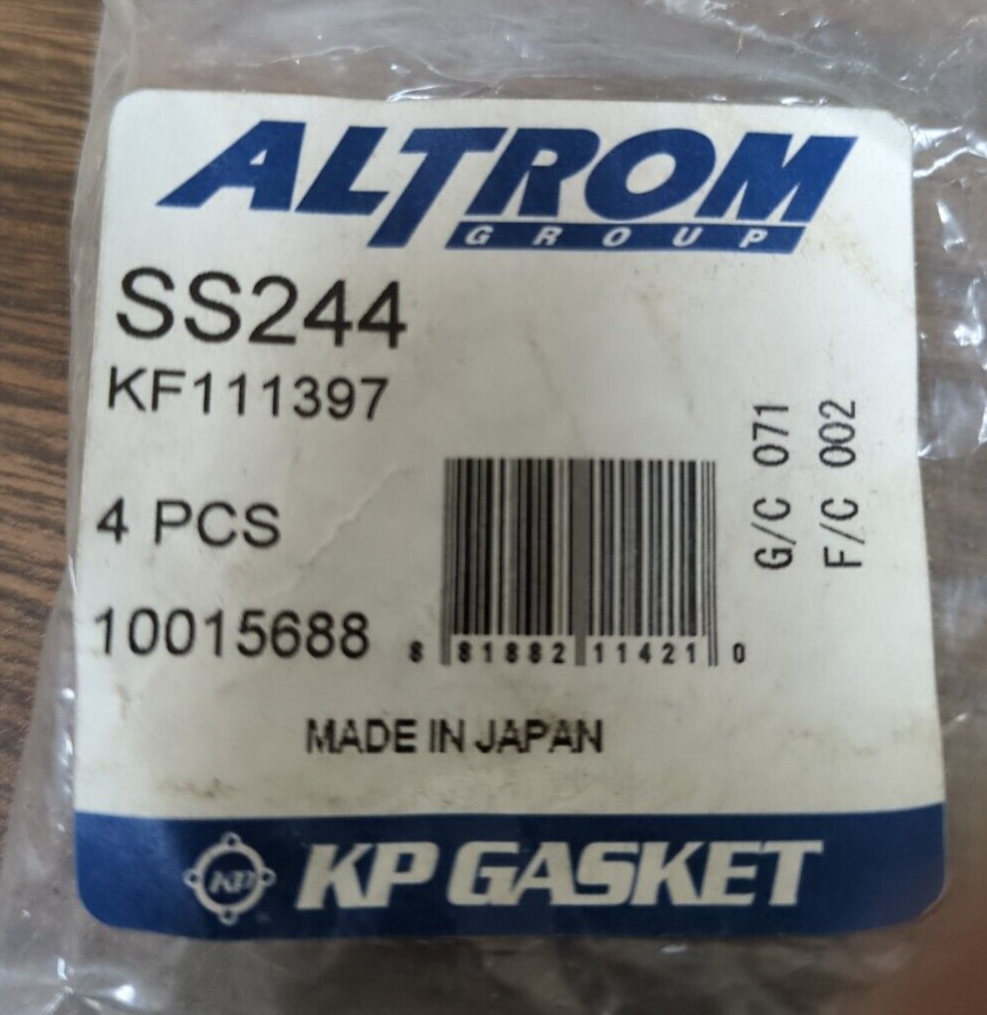 ALTROM
GROUP
SS244
KF111397
G/C 071
F/C 002
4 PCS
10015688
8 81882 11421 0
MADE IN JAPAN
KP
KP GASKET